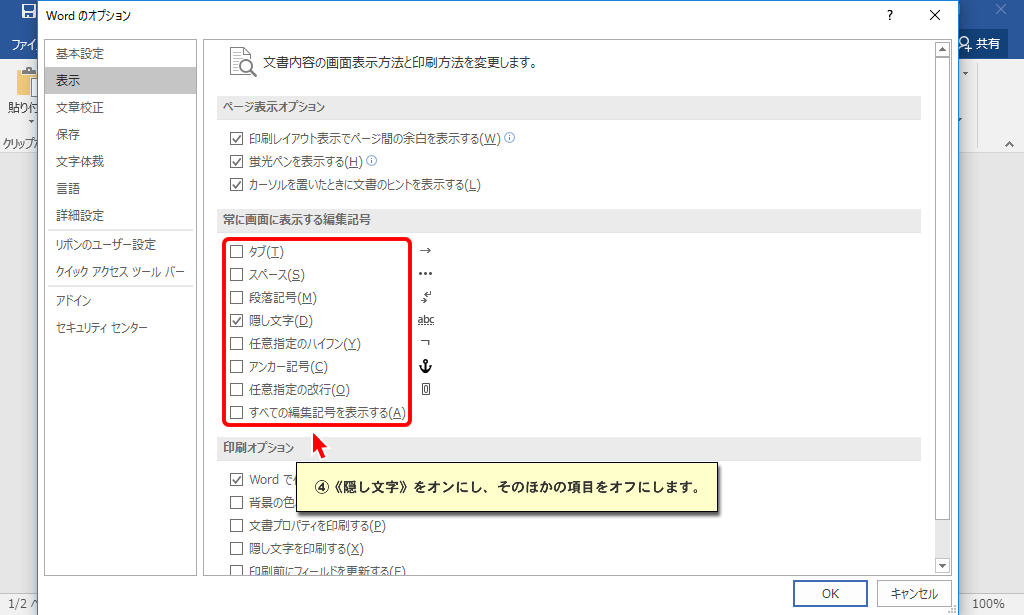 Word のオプション
?
共有
基本設定
表示
文章校正
保存
文字体裁
言語
詳細設定
リボンのユーザー設定
クイック アクセス ツール バー
アドイン
セキュリティ センター
文書内容の画面表示方法と印刷方法を変更します。
ページ表示オプション
印刷レイアウト表示でページ間の余白を表示する(W)
蛍光ペンを表示する(H)
カーソルを置いたときに文書のヒントを表示する(L)
常に画面に表示する編集記号
タブ(T) →
スペース(S) •••
段落記号(M)
隠し文字(D) abc
任意指定のハイフン(Y) ¬
アンカー記号(C)
任意指定の改行(O)
すべての編集記号を表示する(A)
印刷オプション
Word で
④《隠し文字》をオンにし、そのほかの項目をオフにします。
背景の色
文書プロパティを印刷する(P)
隠し文字を印刷する(X)
印刷前にフィールドを更新する(F)
OK
キャンセル
ファイ
貼り付
クリップボ
1/2 ペ
100%